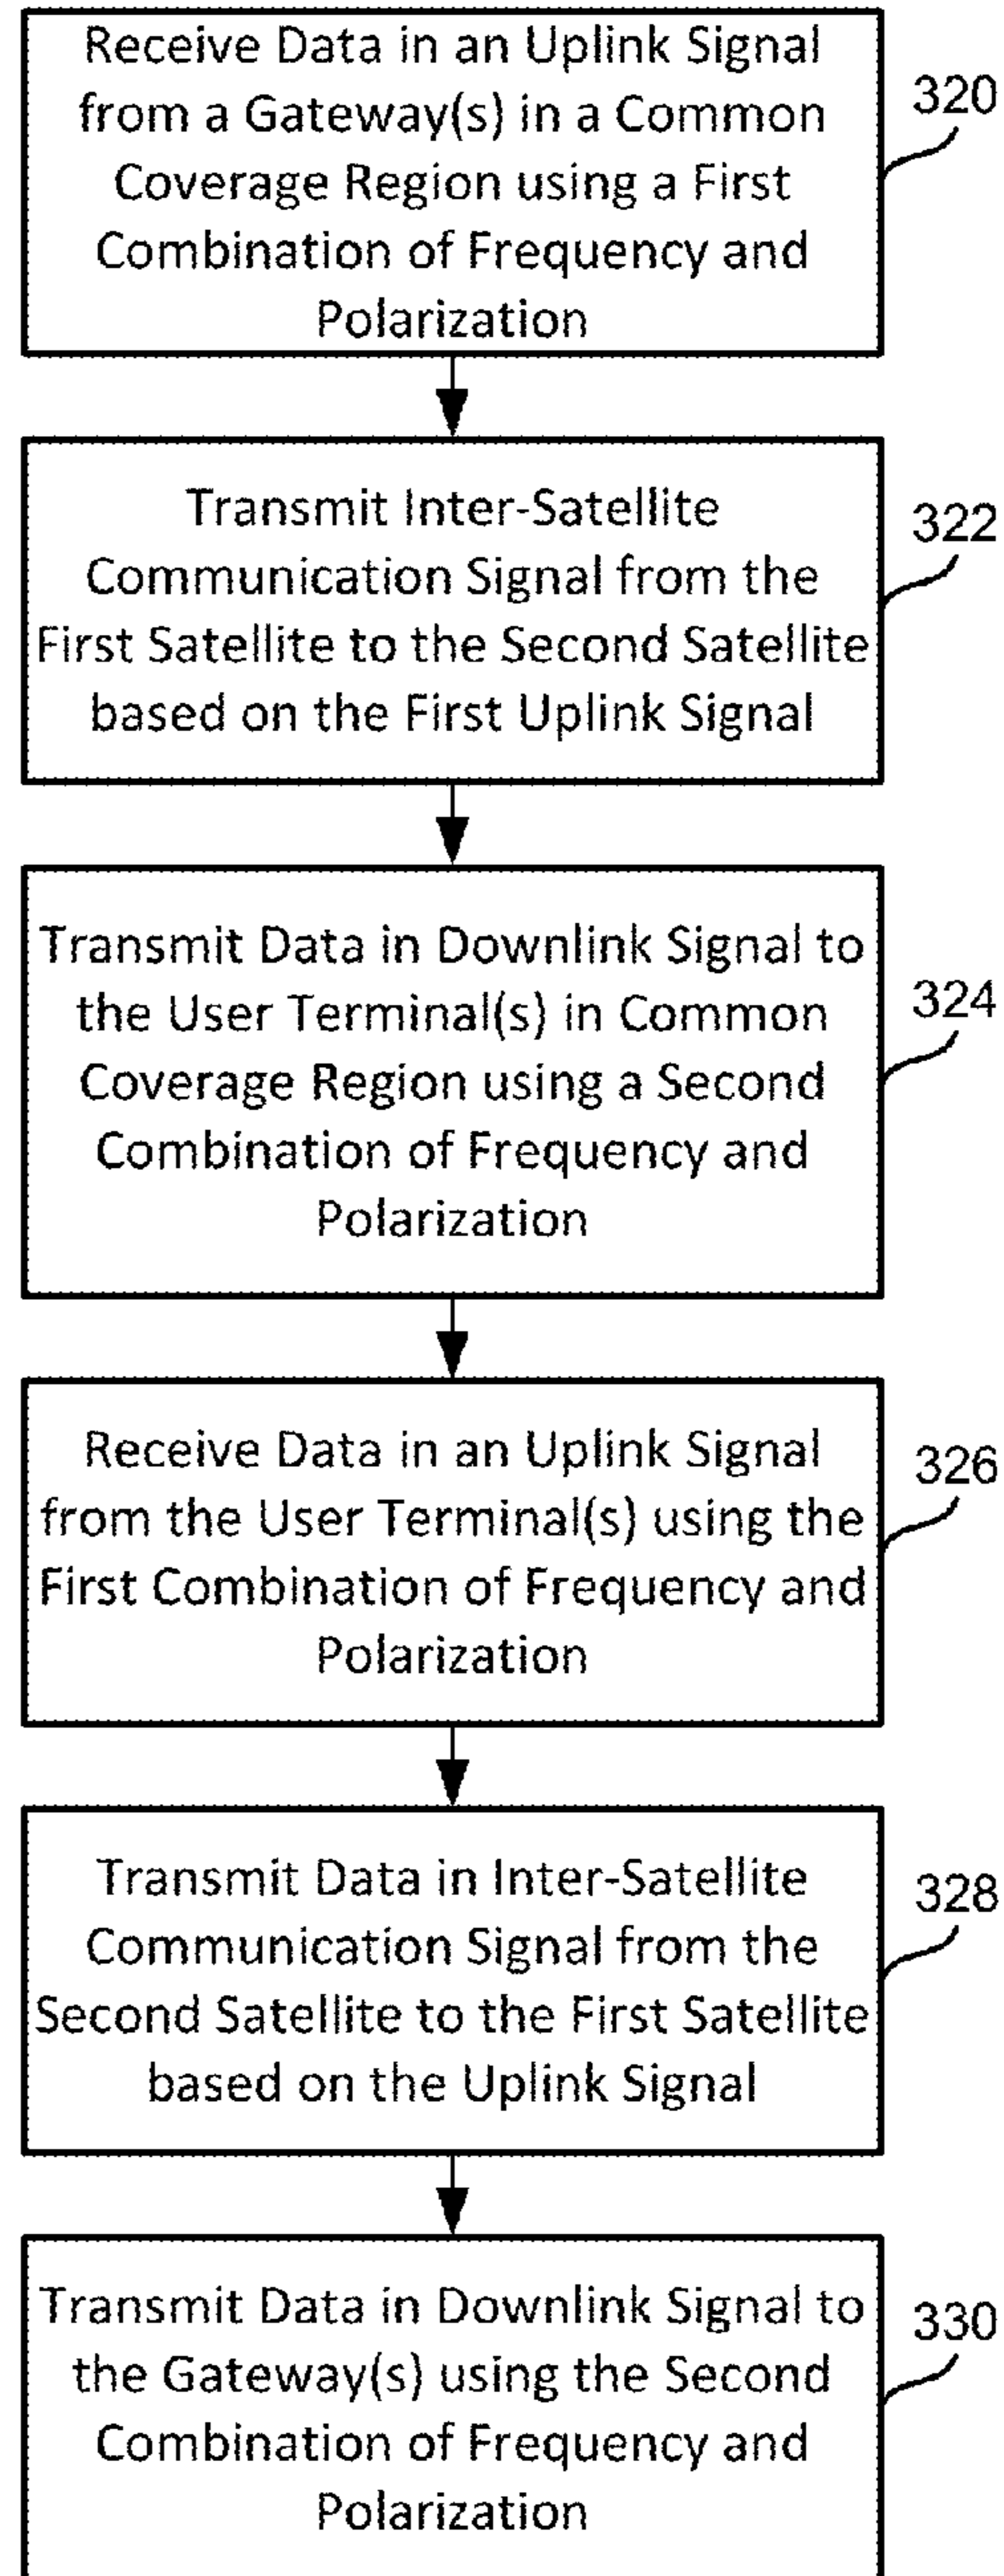 Receive Data in an Uplink Signal
from a Gateway(s) in a Common
Coverage Region using a First
Combination of Frequency and
Polarization
320
Transmit Inter-Satellite
Communication Signal from the
First Satellite to the Second Satellite
based on the First Uplink Signal
322
Transmit Data in Downlink Signal to
the User Terminal(s) in Common
Coverage Region using a Second
Combination of Frequency and
Polarization
324
Receive Data in an Uplink Signal
from the User Terminal(s) using the
First Combination of Frequency and
Polarization
326
Transmit Data in Inter-Satellite
Communication Signal from the
Second Satellite to the First Satellite
based on the Uplink Signal
328
Transmit Data in Downlink Signal to
the Gateway(s) using the Second
Combination of Frequency and
Polarization
330